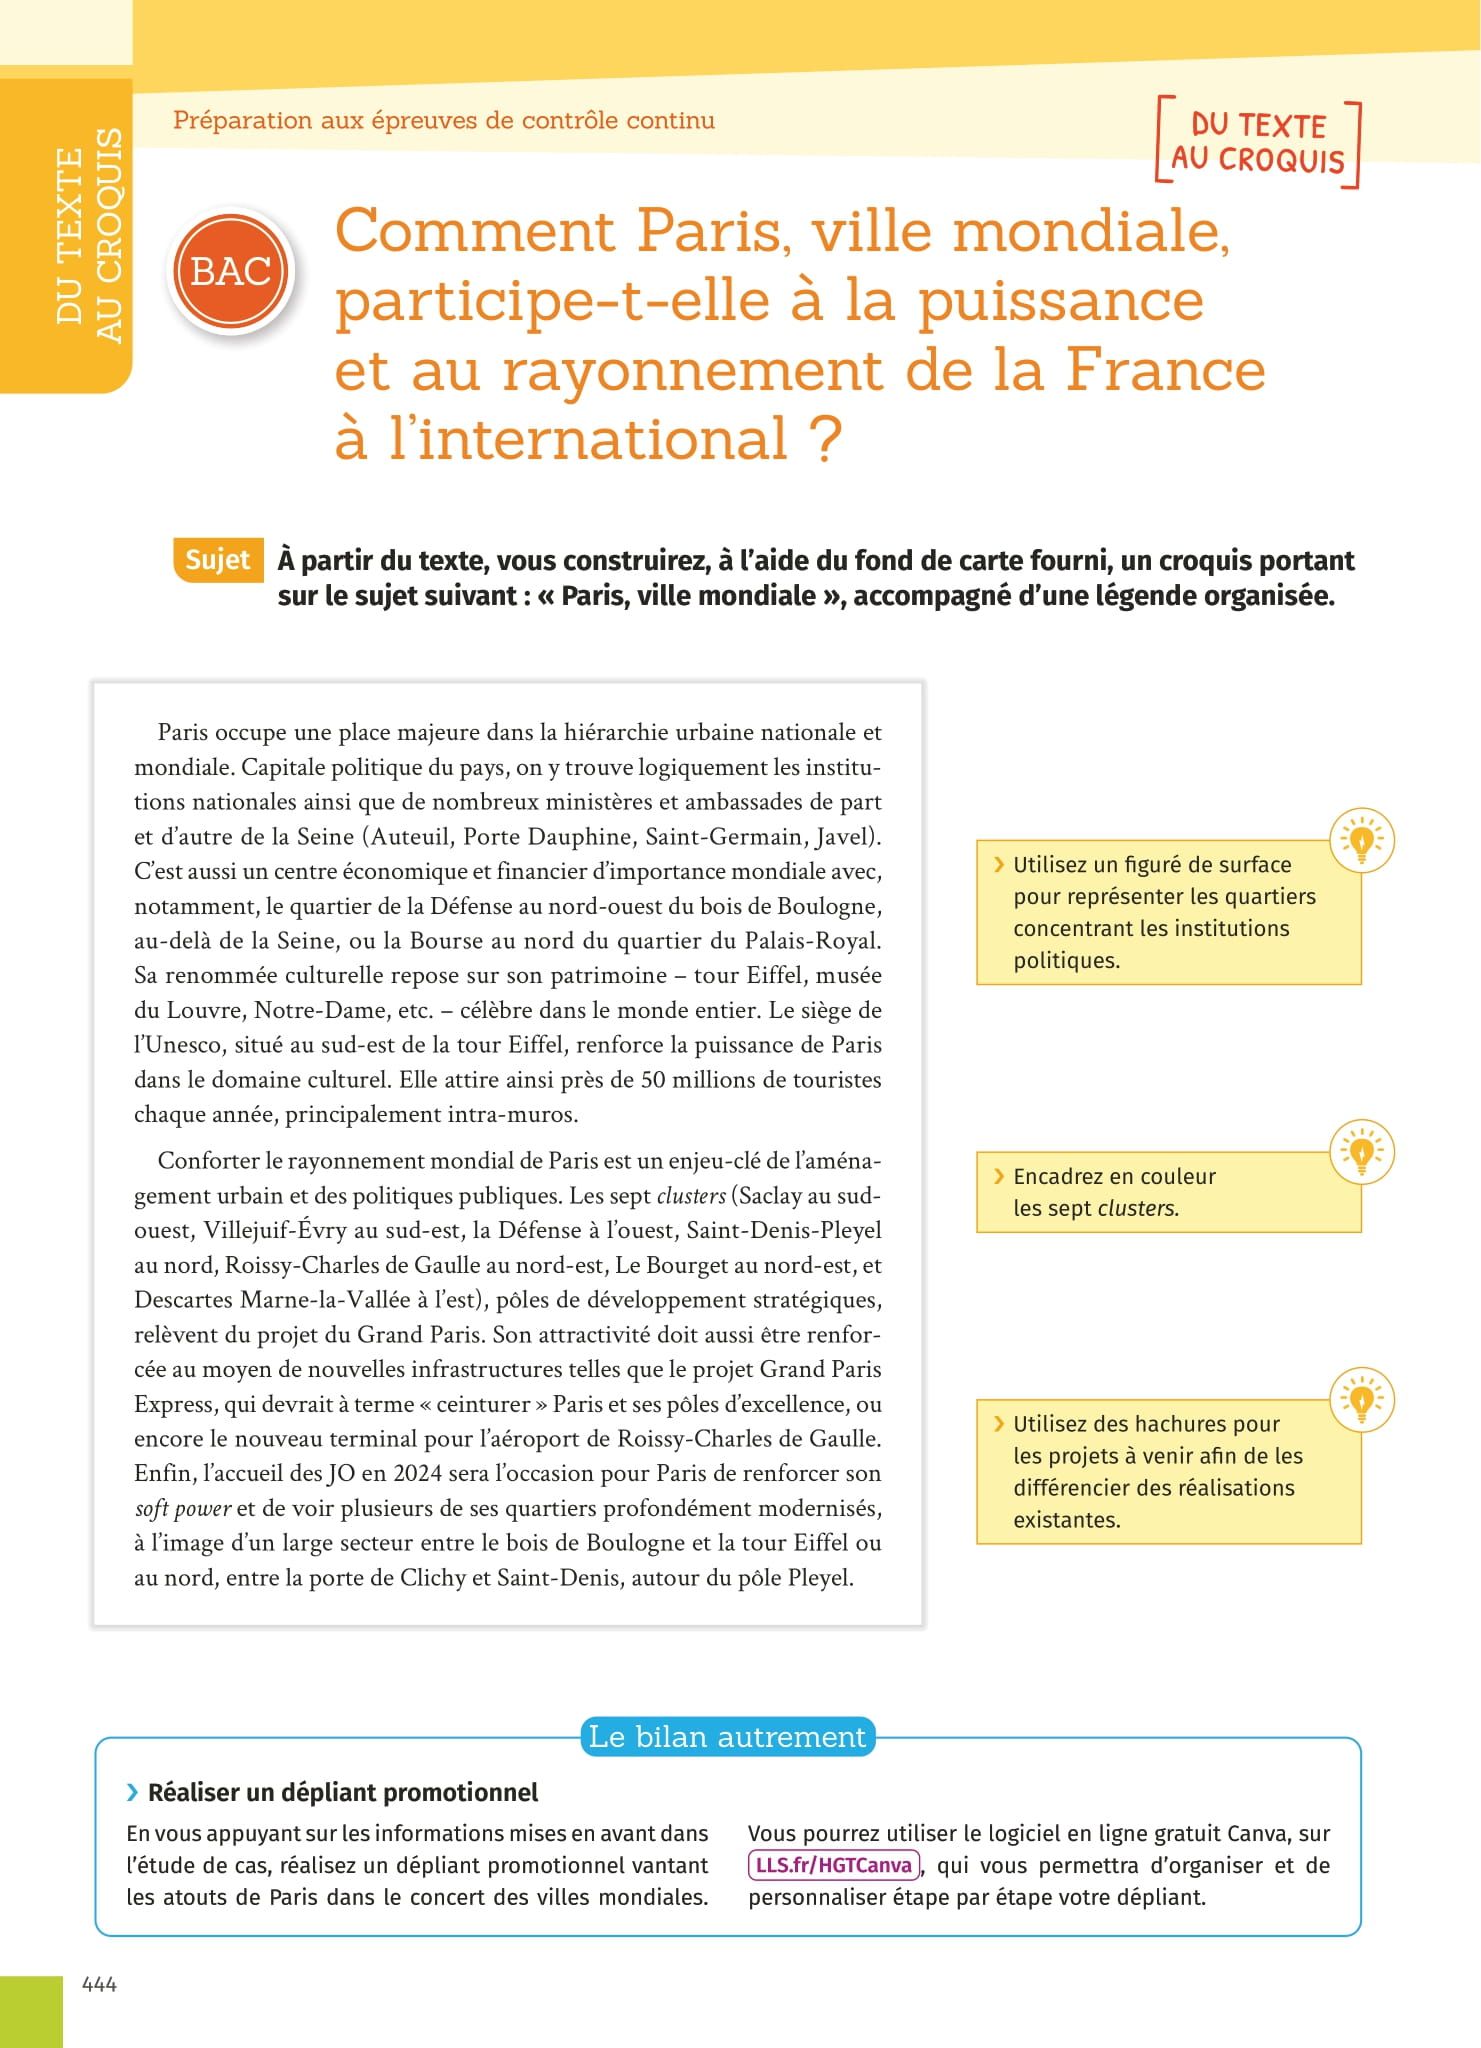 DU TEXTE
AU CROQUIS
Préparation aux épreuves de contrôle continu
DU TEXTE
AU CROQUIS
BAC
Comment Paris, ville mondiale,
participe-t-elle à la puissance
et au rayonnement de la France
à l'international ?
Sujet
À partir du texte, vous construirez, à l'aide du fond de carte fourni, un croquis portant
sur le sujet suivant : « Paris, ville mondiale », accompagné d'une légende organisée.
Paris occupe une place majeure dans la hiérarchie urbaine nationale et
mondiale. Capitale politique du pays, on y trouve logiquement les institu-
tions nationales ainsi que de nombreux ministères et ambassades de part
et d'autre de la Seine (Auteuil, Porte Dauphine, Saint-Germain, Javel).
C'est aussi un centre économique et financier d'importance mondiale avec,
notamment, le quartier de la Défense au nord-ouest du bois de Boulogne,
au-delà de la Seine, ou la Bourse au nord du quartier du Palais-Royal.
Sa renommée culturelle repose sur son patrimoine – tour Eiffel, musée
du Louvre, Notre-Dame, etc. – célèbre dans le monde entier. Le siège de
l'Unesco, situé au sud-est de la tour Eiffel, renforce la puissance de Paris
dans le domaine culturel. Elle attire ainsi près de 50 millions de touristes
chaque année, principalement intra-muros.
Conforter le rayonnement mondial de Paris est un enjeu-clé de l'aména-
gement urbain et des politiques publiques. Les sept clusters (Saclay au sud-
ouest, Villejuif-Évry au sud-est, la Défense à l'ouest, Saint-Denis-Pleyel
au nord, Roissy-Charles de Gaulle au nord-est, Le Bourget au nord-est, et
Descartes Marne-la-Vallée à l'est), pôles de développement stratégiques,
relèvent du projet du Grand Paris. Son attractivité doit aussi être renfor-
cée au moyen de nouvelles infrastructures telles que le projet Grand Paris
Express, qui devrait à terme « ceinturer » Paris et ses pôles d'excellence, ou
encore le nouveau terminal pour l'aéroport de Roissy-Charles de Gaulle.
Enfin, l'accueil des JO en 2024 sera l'occasion pour Paris de renforcer son
soft power et de voir plusieurs de ses quartiers profondément modernisés,
à l'image d'un large secteur entre le bois de Boulogne et la tour Eiffel ou
au nord, entre la porte de Clichy et Saint-Denis, autour du pôle Pleyel.
› Utilisez un figuré de surface
pour représenter les quartiers
concentrant les institutions
politiques.
› Encadrez en couleur
les sept clusters.
› Utilisez des hachures pour
les projets à venir afin de les
différencier des réalisations
existantes.
Le bilan autrement
› Réaliser un dépliant promotionnel
En vous appuyant sur les informations mises en avant dans
l'étude de cas, réalisez un dépliant promotionnel vantant
les atouts de Paris dans le concert des villes mondiales.
Vous pourrez utiliser le logiciel en ligne gratuit Canva, sur
LLS.fr/HGTCanva, qui vous permettra d'organiser et de
personnaliser étape par étape votre dépliant.
444